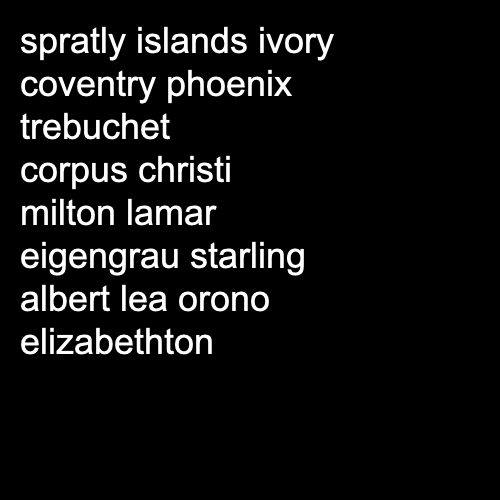 spratly islands ivory
coventry phoenix
trebuchet
corpus christi
milton lamar
eigengrau starling
albert lea orono
elizabethton